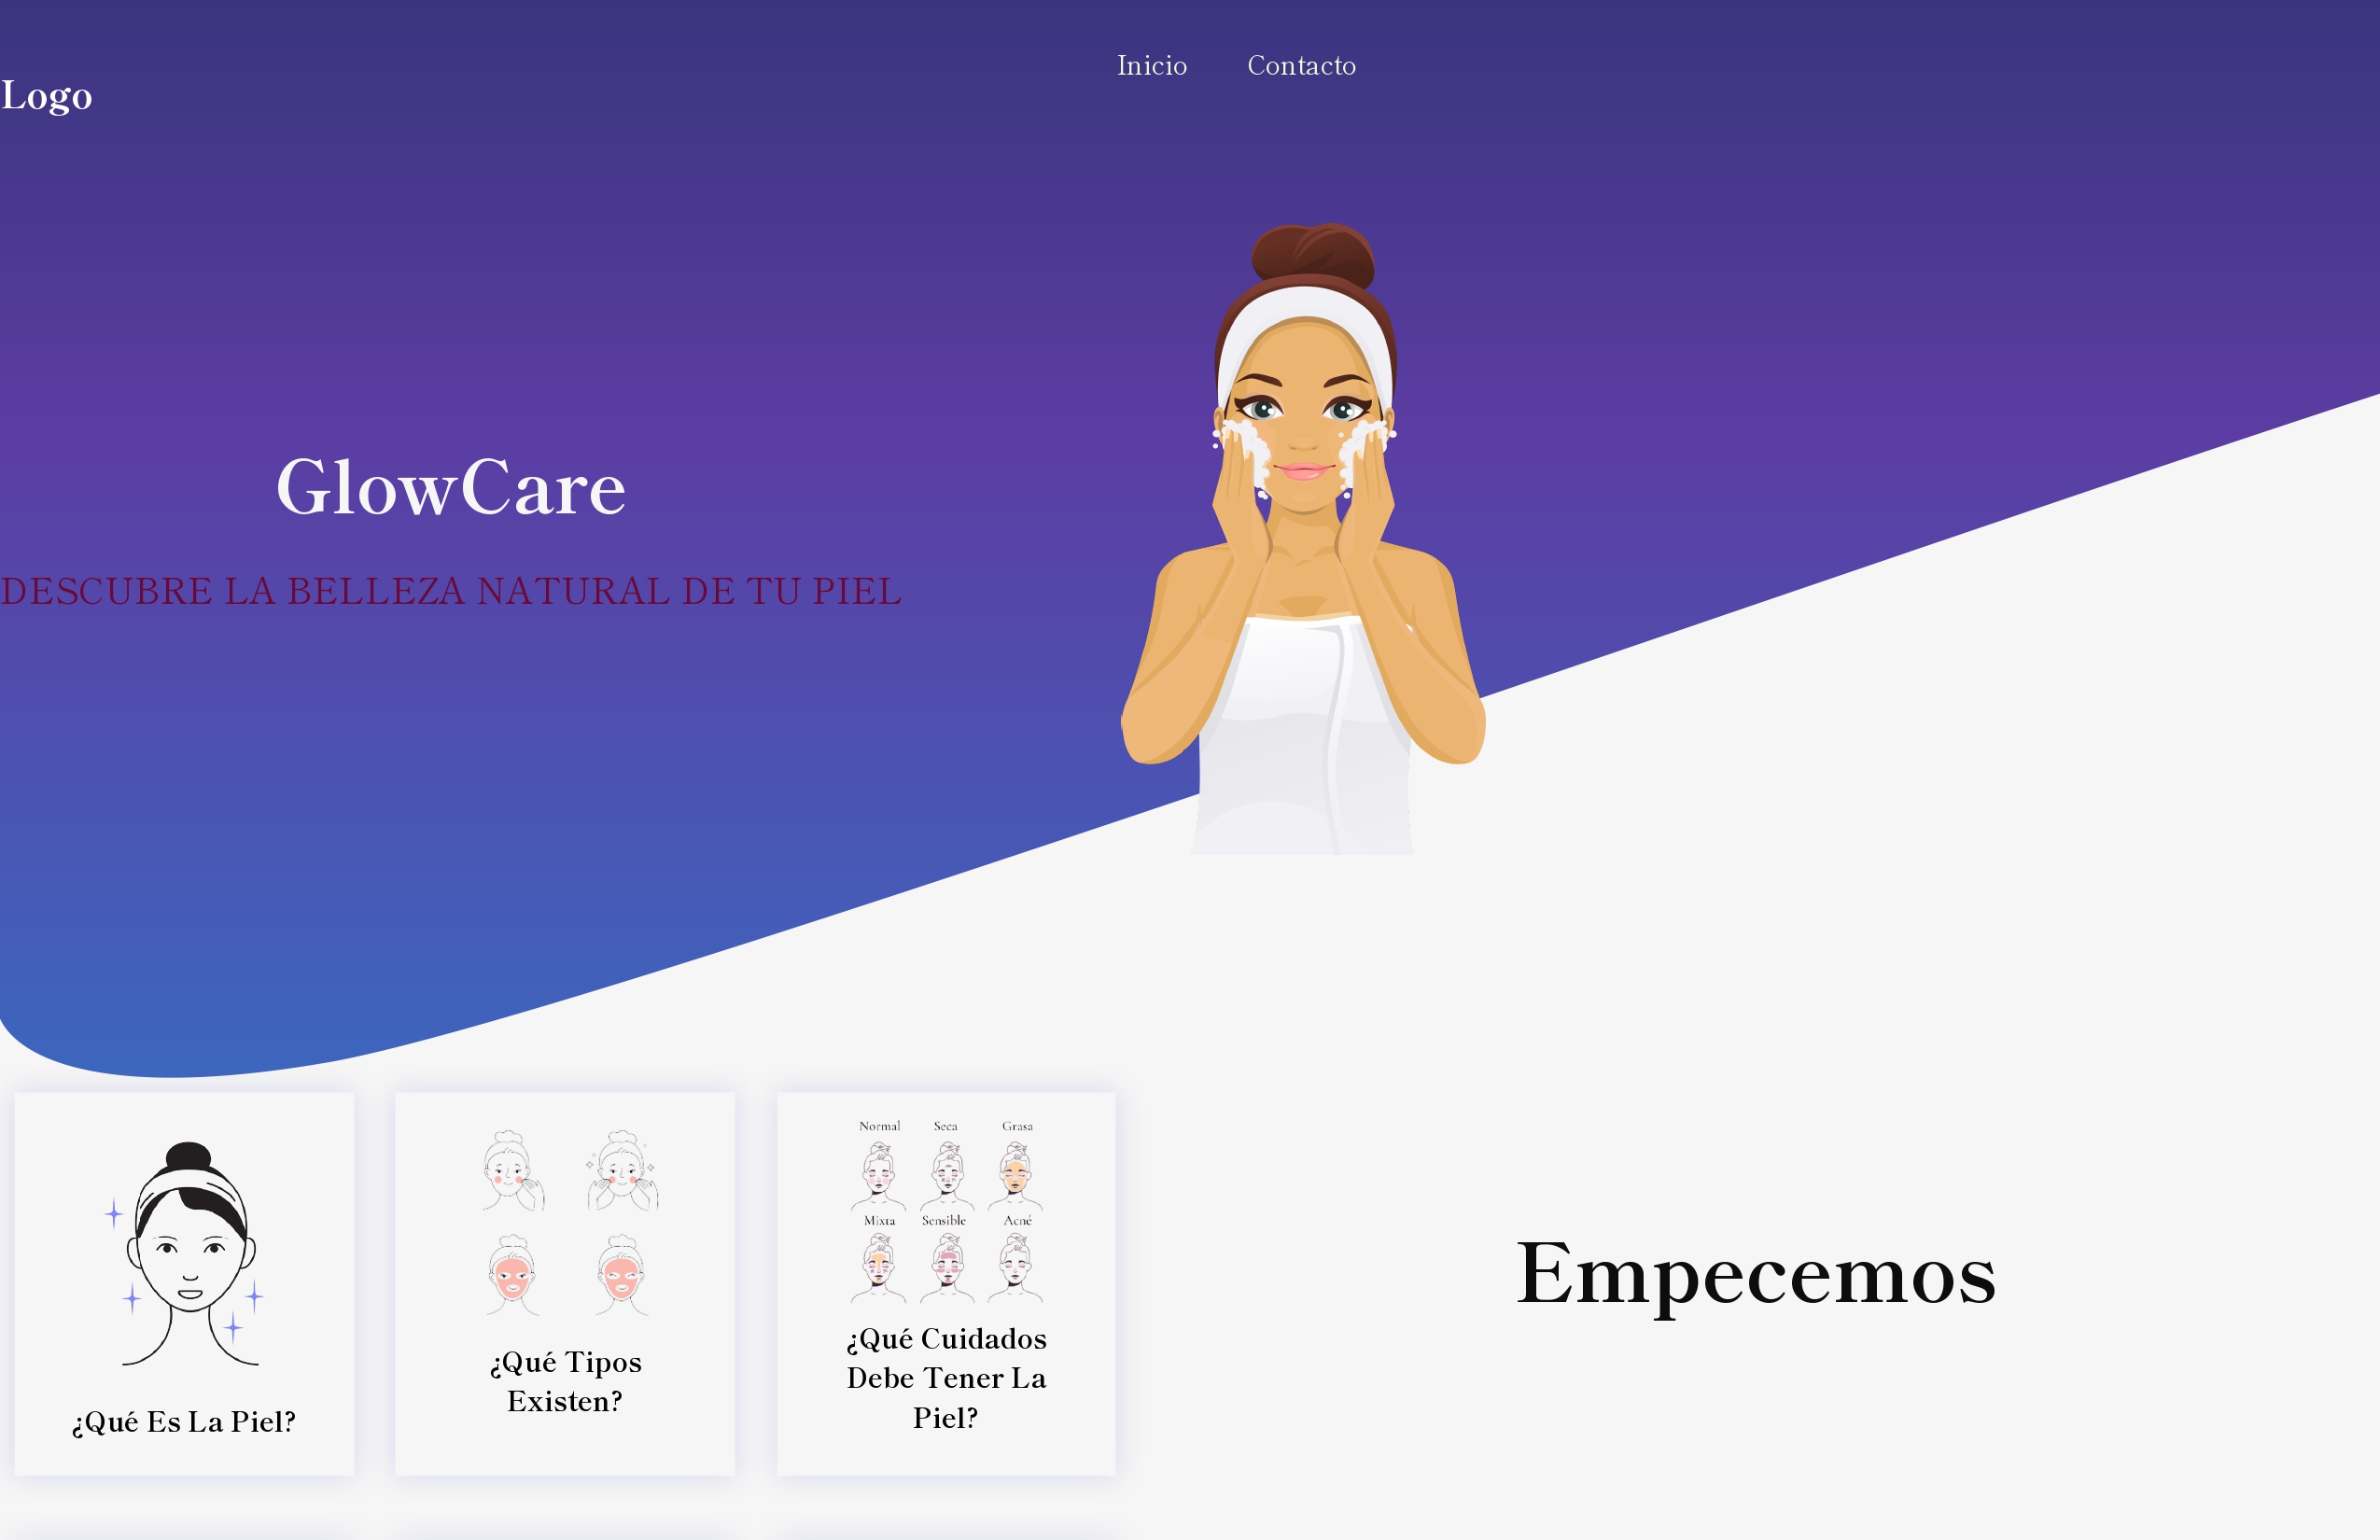 Inicio Contacto
Logo
GlowCare
DESCUBRE LA BELLEZA NATURAL DE TU PIEL
¿Qué Es La Piel?
¿Qué Tipos
Existen?
Normal Seca Grasa
Mixta Sensible Acné
¿Qué Cuidados
Debe Tener La
Piel?
Empecemos